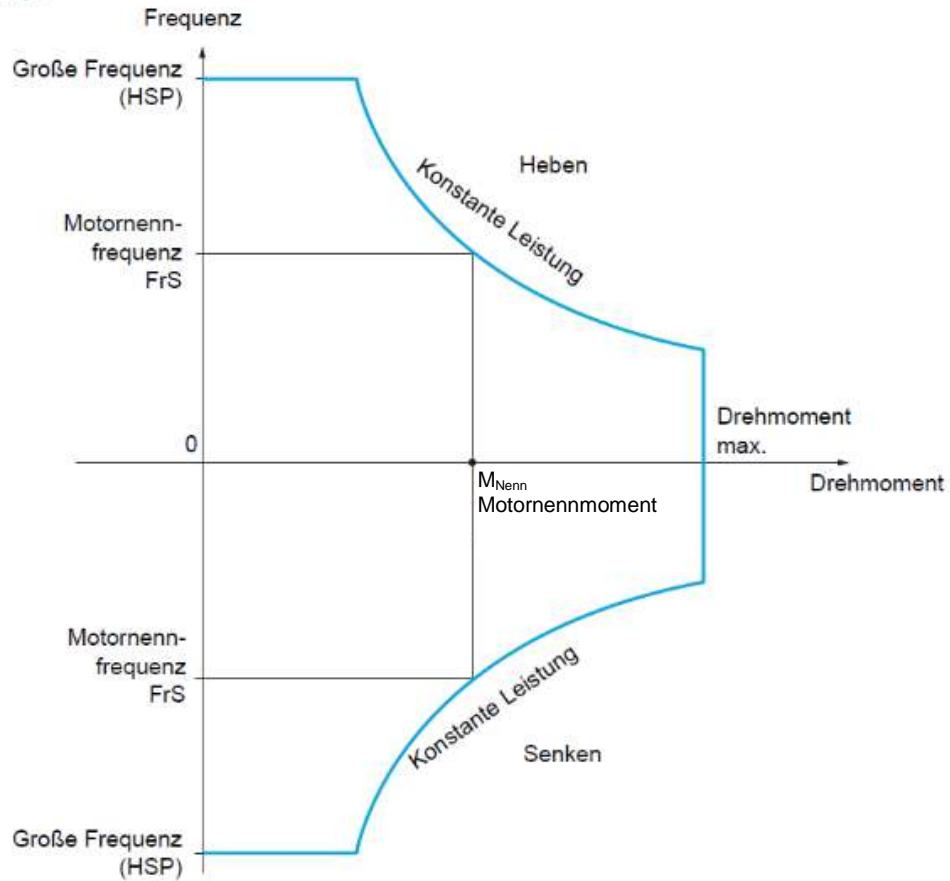 Frequenz
Große Frequenz
(HSP)
Heben
Konstante Leistung
Motornenn-
frequenz
FrS
Drehmoment
max.
0
Drehmoment
M_Nenn
Motornennmoment
Motornenn-
frequenz
FrS
Konstante Leistung
Senken
Große Frequenz
(HSP)